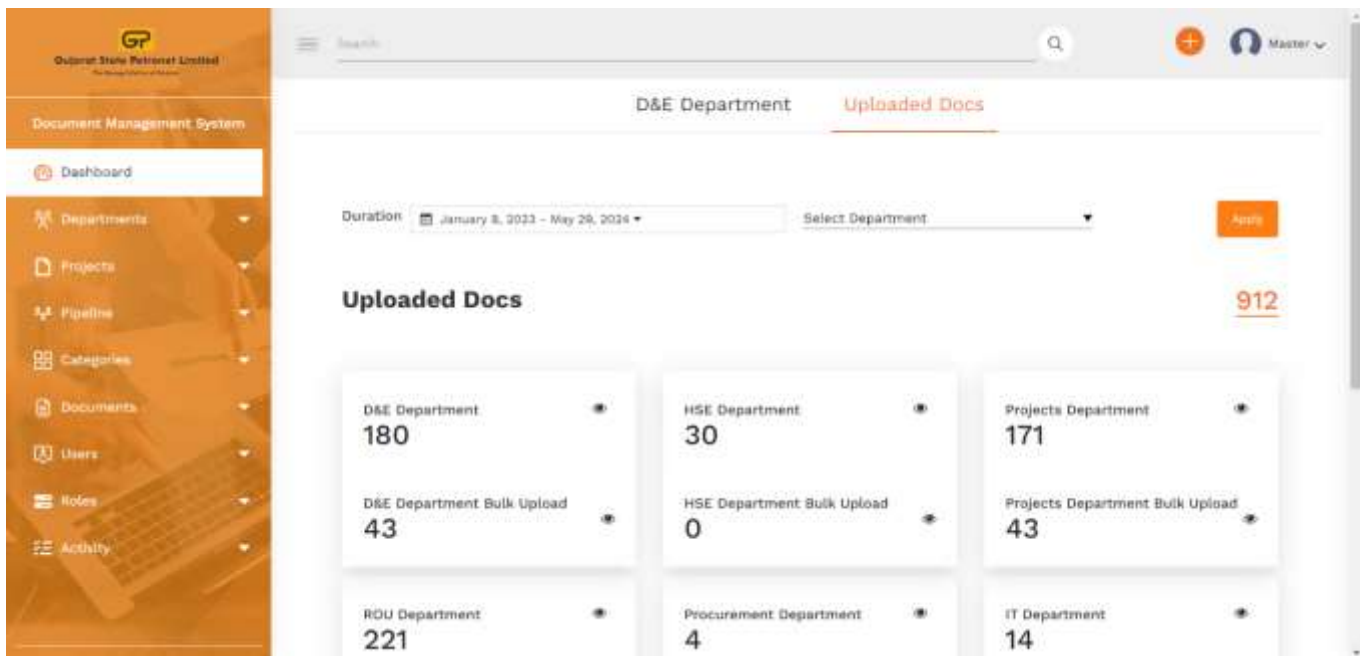 GP
Gujarat State Petronet Limited
Document Management System
Dashboard
Departments
Projects
Pipeline
Categories
Documents
Users
Roles
Activity
Search
Master
D&E Department
Uploaded Docs
Duration
January 8, 2023 - May 29, 2024
Select Department
Apply
Uploaded Docs
912
D&E Department
180
D&E Department Bulk Upload
43
HSE Department
30
HSE Department Bulk Upload
0
Projects Department
171
Projects Department Bulk Upload
43
ROU Department
221
Procurement Department
4
IT Department
14